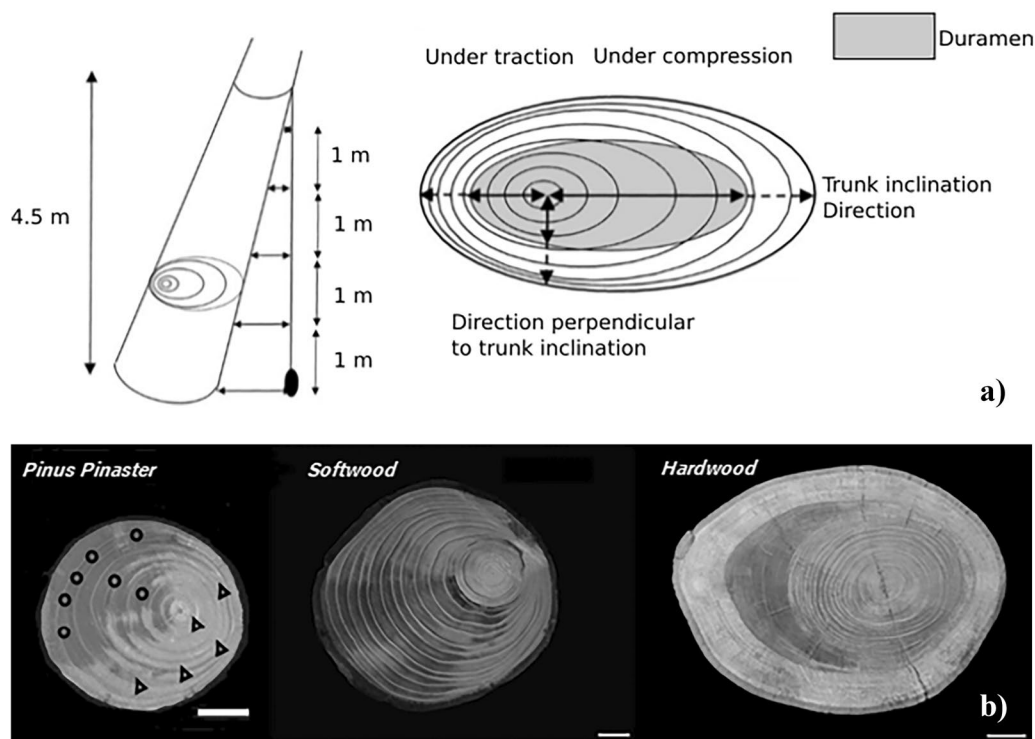 Duramen
Under traction Under compression
4.5 m
1 m
1 m
1 m
1 m
Trunk inclination
Direction
Direction perpendicular
to trunk inclination
a)
Pinus Pinaster
Softwood
Hardwood
b)